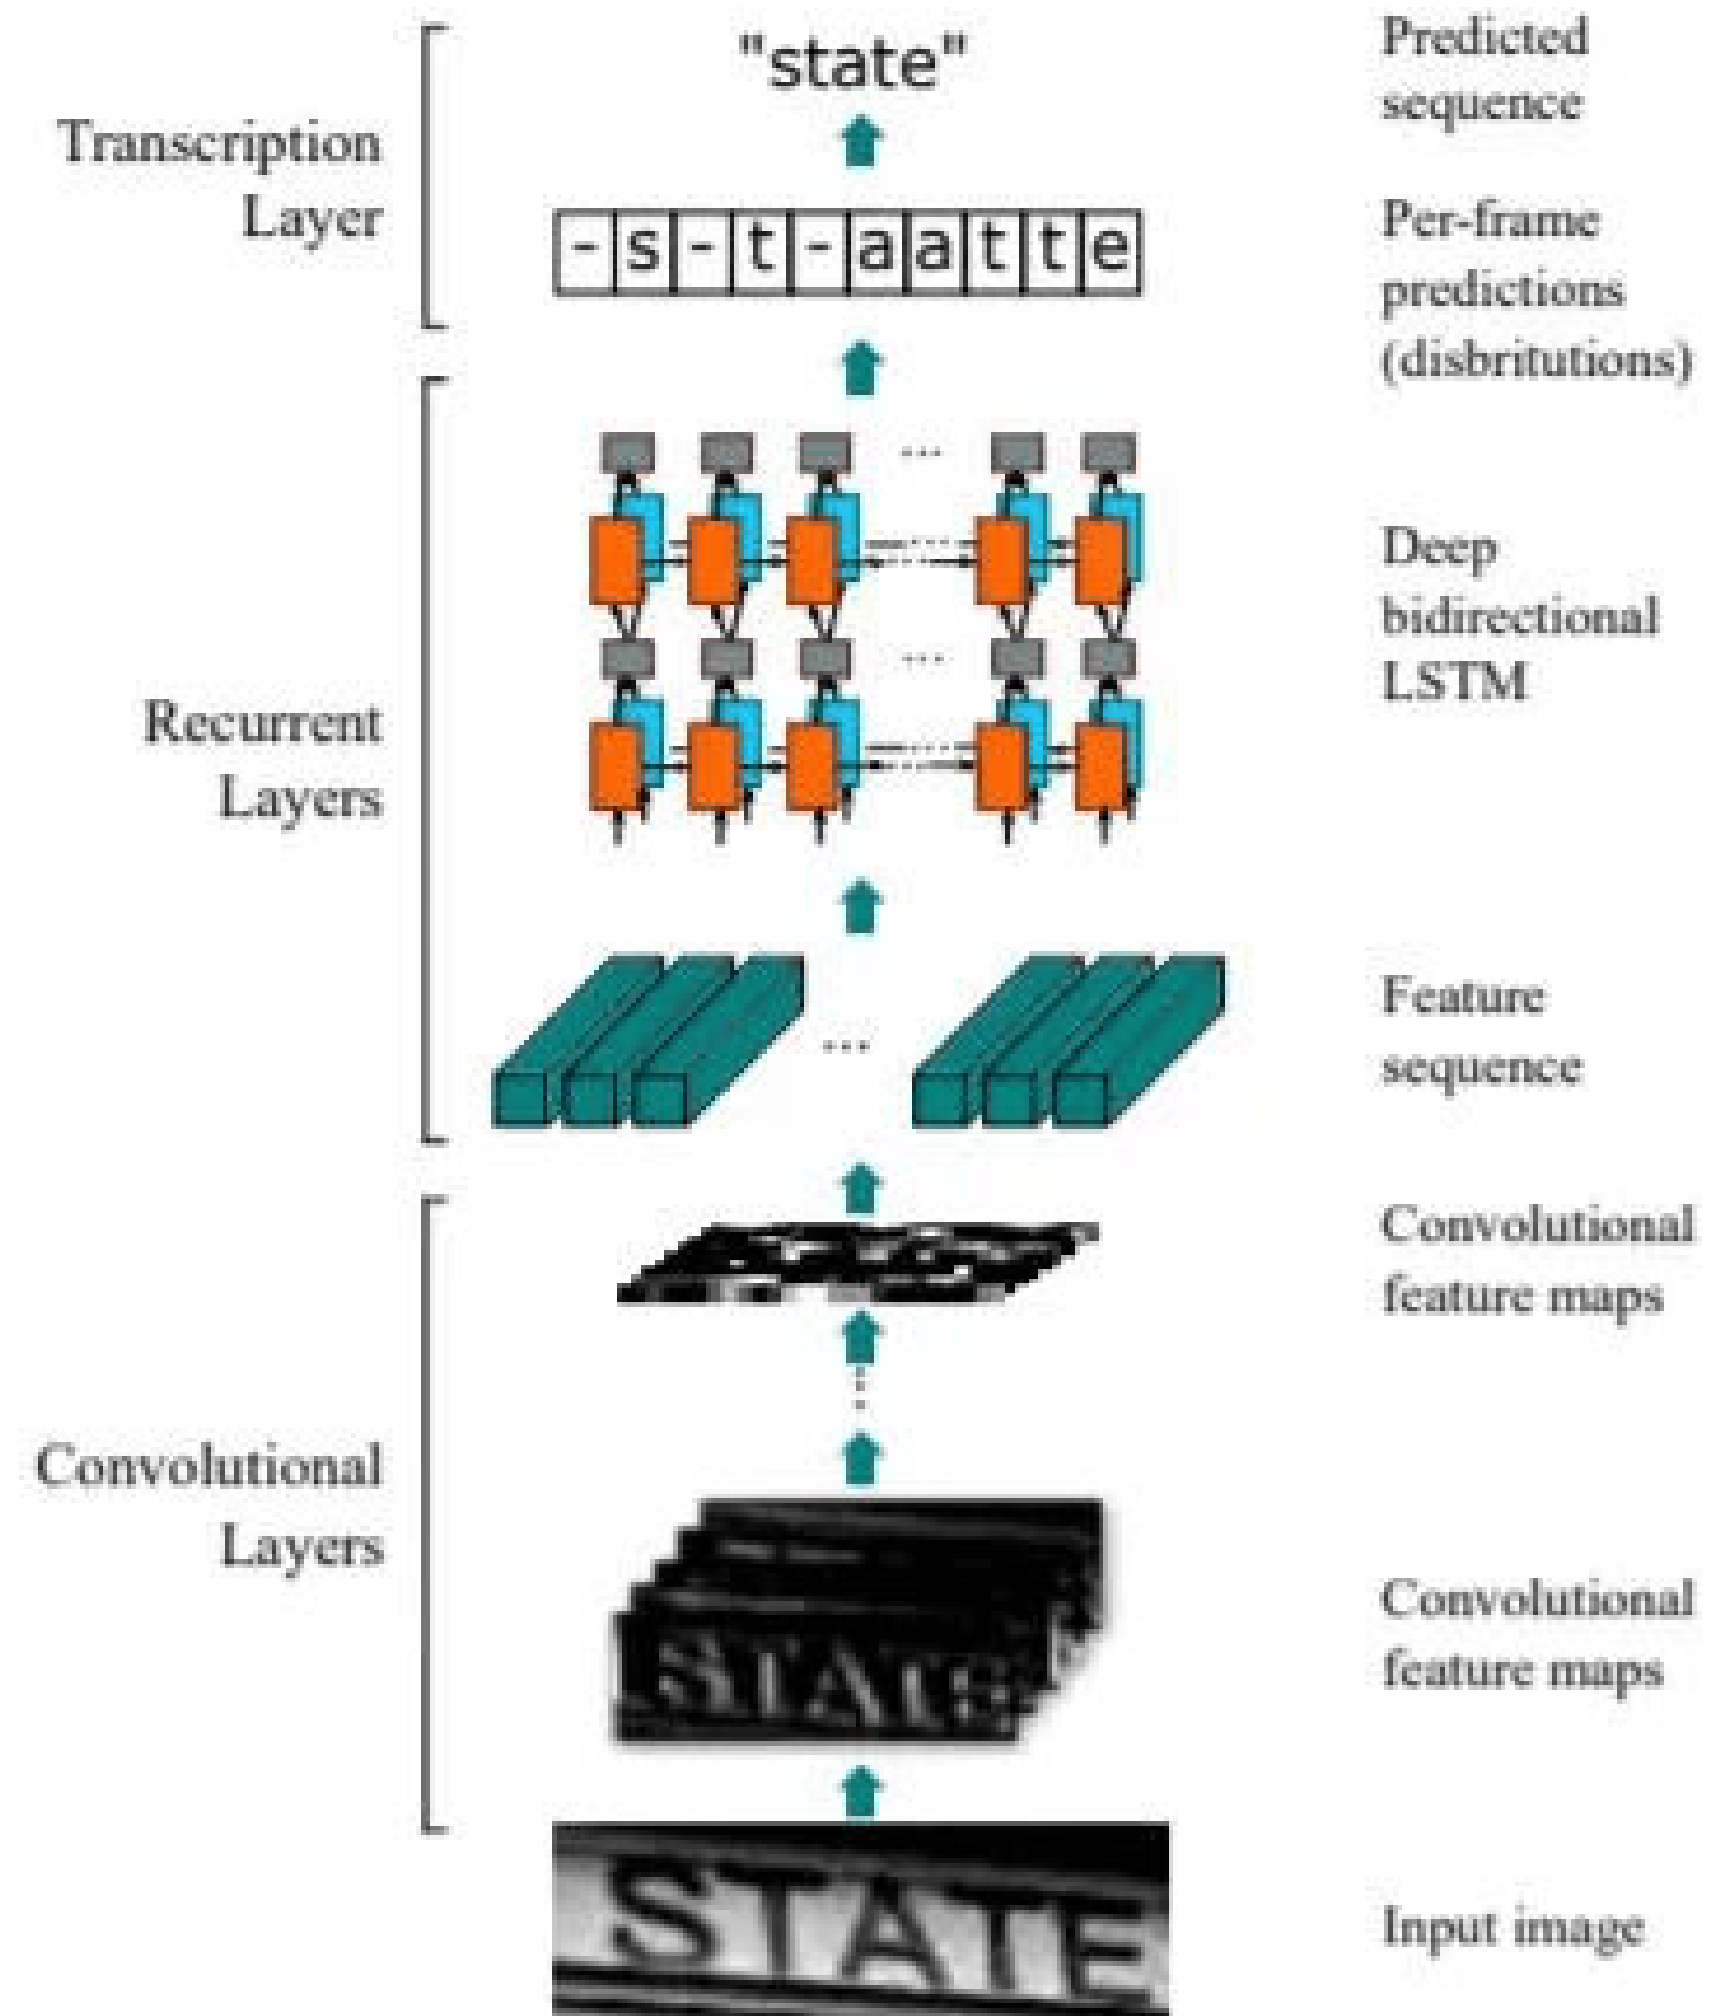 "state"
Predicted
sequence
Transcription
Layer
-s-t-aatte
Per-frame
predictions
(disbritutions)
Deep
bidirectional
LSTM
Recurrent
Layers
Feature
sequence
Convolutional
feature maps
Convolutional
Layers
STATE
Convolutional
feature maps
STATE
Input image